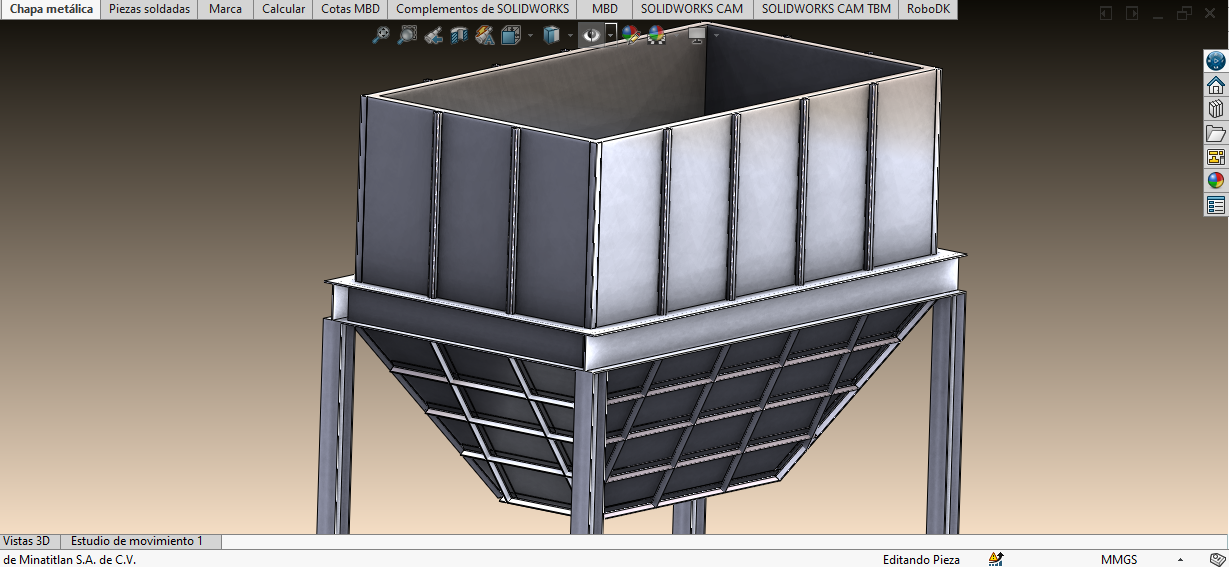 Chapa metálica Piezas soldadas Marca Calcular Cotas MBD Complementos de SOLIDWORKS MBD SOLIDWORKS CAM SOLIDWORKS CAM TBM RoboDK
Vistas 3D Estudio de movimiento 1
de Minatitlan S.A. de C.V. Editando Pieza MMGS